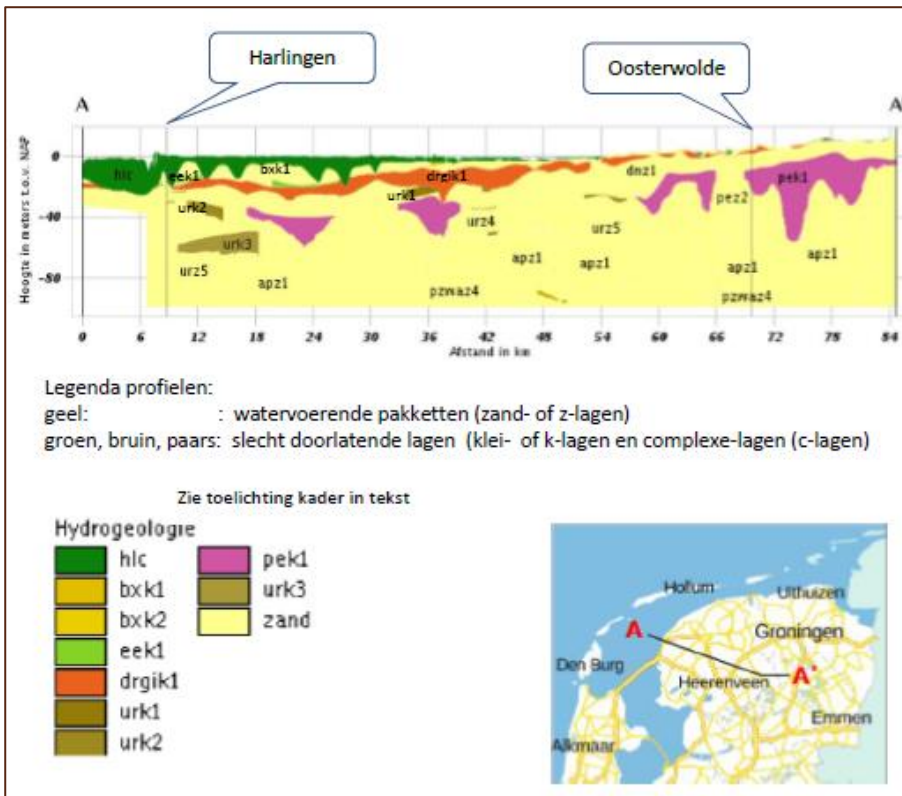 Harlingen
Oosterwolde
A
A
Hoogte in meters t.o.v. NAP
0
-40
-80
hlc
eek1
bxk1
drgik1
dnz1
pek1
urk1
pez2
urk2
urz4
urz5
urk3
urz5
apz1
apz1
apz1
apz1
apz1
pzwaz4
pzwaz4
0 6 12 18 24 30 36 42 48 54 60 66 72 78 84
Afstand in km
Legenda profielen:
geel: : watervoerende pakketten (zand- of z-lagen)
groen, bruin, paars: slecht doorlatende lagen (klei- of k-lagen en complexe-lagen (c-lagen)
Zie toelichting kader in tekst
Hydrogeologie
hlc
bxk1
bxk2
eek1
drgik1
urk1
urk2
pek1
urk3
zand
Hollum
Uithuizen
A
Groningen
Den Burg
Heerenveen
A'
Emmen
Alkmaar